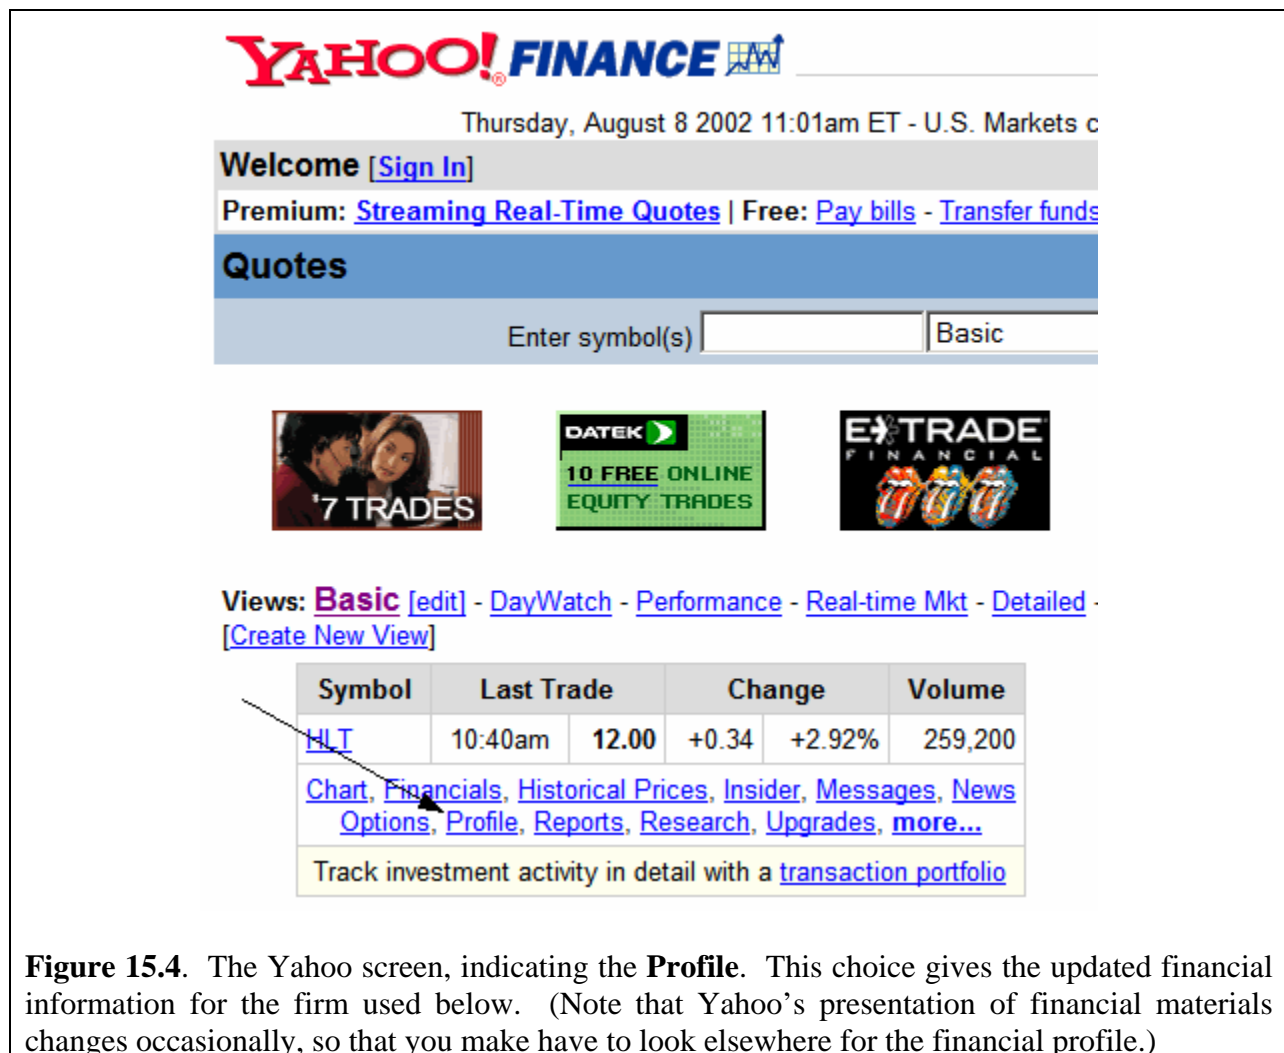 YAHOO!® FINANCE
Thursday, August 8 2002 11:01am ET - U.S. Markets c
Welcome [Sign In]
Premium: Streaming Real-Time Quotes | Free: Pay bills - Transfer funds
Quotes
Enter symbol(s) Basic
$7 TRADES
DATEK
10 FREE ONLINE
EQUITY TRADES
E*TRADE
FINANCIAL
Views: Basic [edit] - DayWatch - Performance - Real-time Mkt - Detailed -
[Create New View]
Symbol Last Trade Change Volume
HLT 10:40am 12.00 +0.34 +2.92% 259,200
Chart, Financials, Historical Prices, Insider, Messages, News
Options, Profile, Reports, Research, Upgrades, more...
Track investment activity in detail with a transaction portfolio
Figure 15.4. The Yahoo screen, indicating the Profile. This choice gives the updated financial
information for the firm used below. (Note that Yahoo's presentation of financial materials
changes occasionally, so that you make have to look elsewhere for the financial profile.)